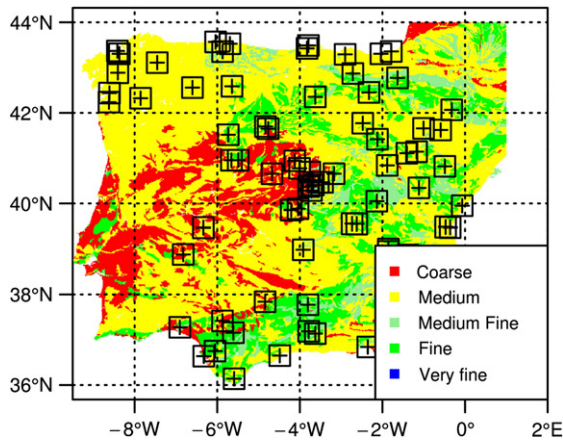 44°N
42°N
40°N
38°N
36°N
−8°W −6°W −4°W −2°W 0° 2°E
Coarse
Medium
Medium Fine
Fine
Very fine